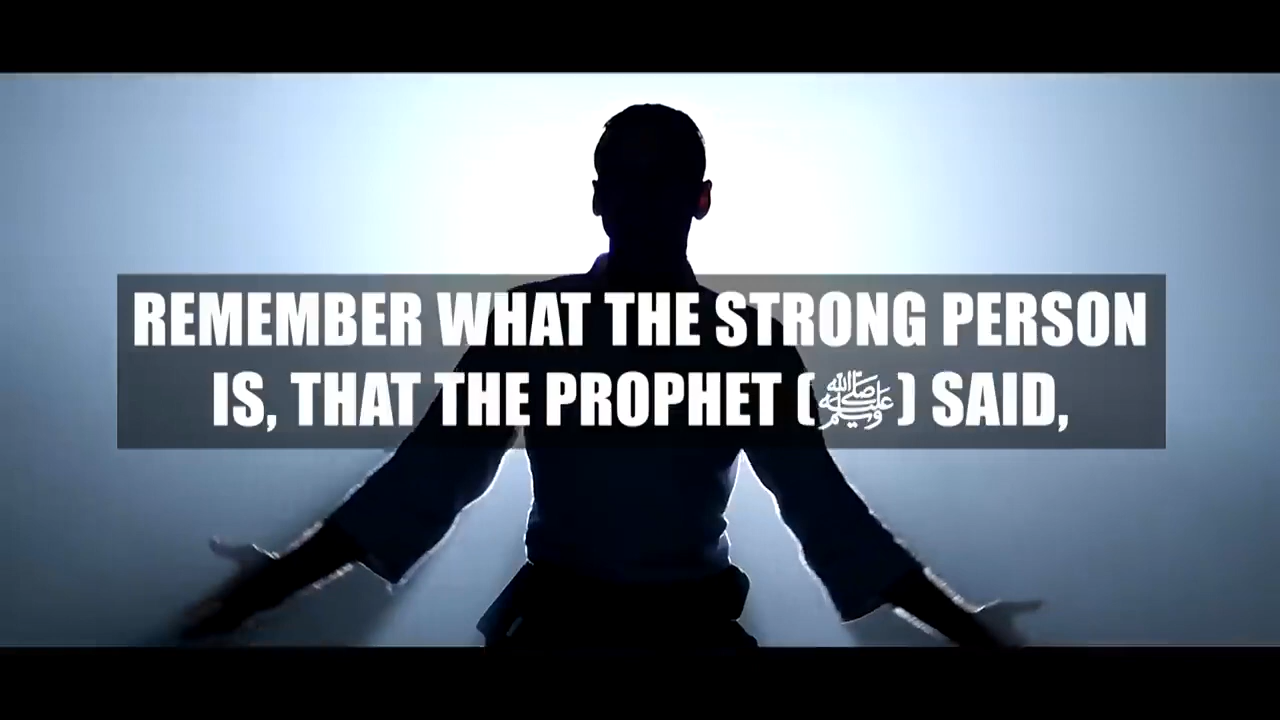 REMEMBER WHAT THE STRONG PERSON
IS, THAT THE PROPHET (ﷺ) SAID,